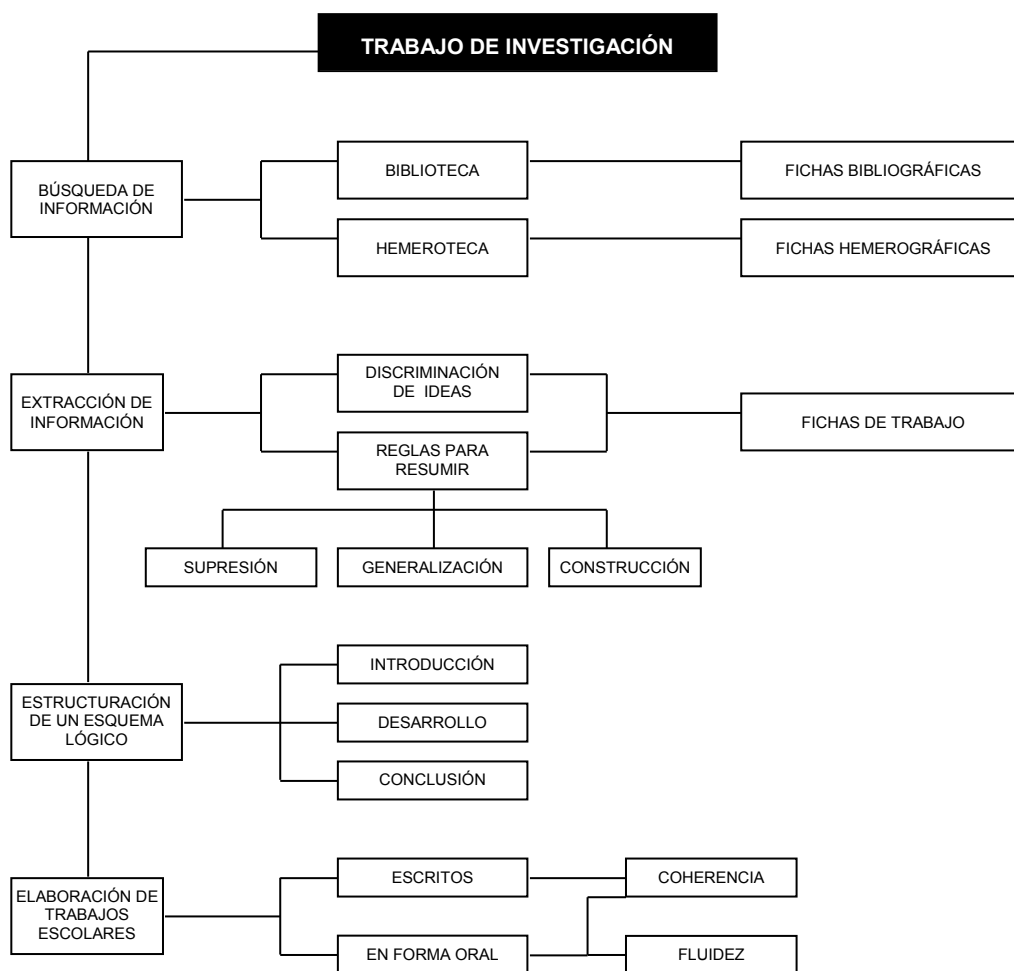 TRABAJO DE INVESTIGACIÓN
BÚSQUEDA DE
INFORMACIÓN
BIBLIOTECA
FICHAS BIBLIOGRÁFICAS
HEMEROTECA
FICHAS HEMEROGRÁFICAS
EXTRACCIÓN DE
INFORMACIÓN
DISCRIMINACIÓN
DE IDEAS
REGLAS PARA
RESUMIR
FICHAS DE TRABAJO
SUPRESIÓN
GENERALIZACIÓN
CONSTRUCCIÓN
ESTRUCTURACIÓN
DE UN ESQUEMA
LÓGICO
INTRODUCCIÓN
DESARROLLO
CONCLUSIÓN
ELABORACIÓN DE
TRABAJOS
ESCOLARES
ESCRITOS
COHERENCIA
EN FORMA ORAL
FLUIDEZ